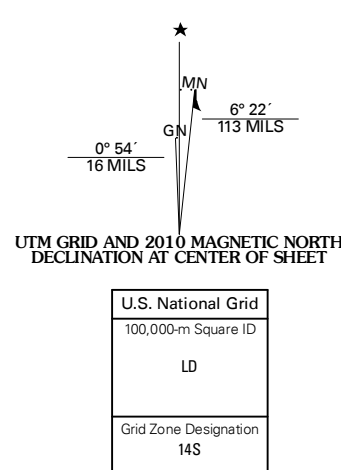 ★
MN
6° 22´
113 MILS
GN
0° 54´
16 MILS
UTM GRID AND 2010 MAGNETIC NORTH
DECLINATION AT CENTER OF SHEET
U.S. National Grid
100,000-m Square ID
LD
Grid Zone Designation
14S